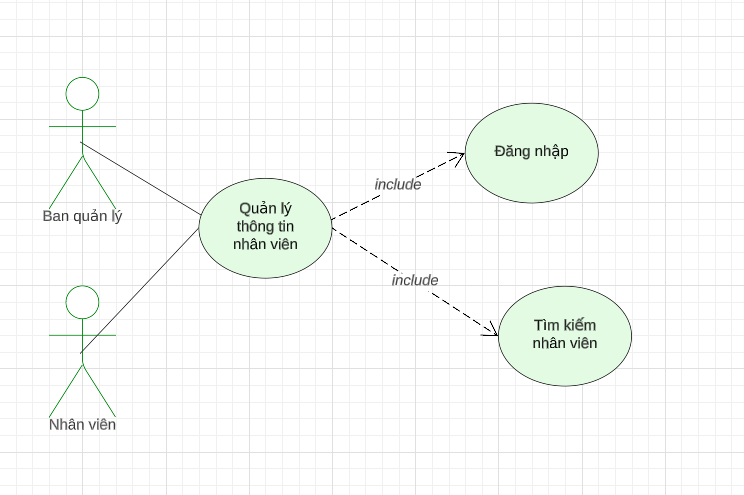 Ban quản lý
Nhân viên
Quản lý
thông tin
nhân viên
include
include
Đăng nhập
Tìm kiếm
nhân viên